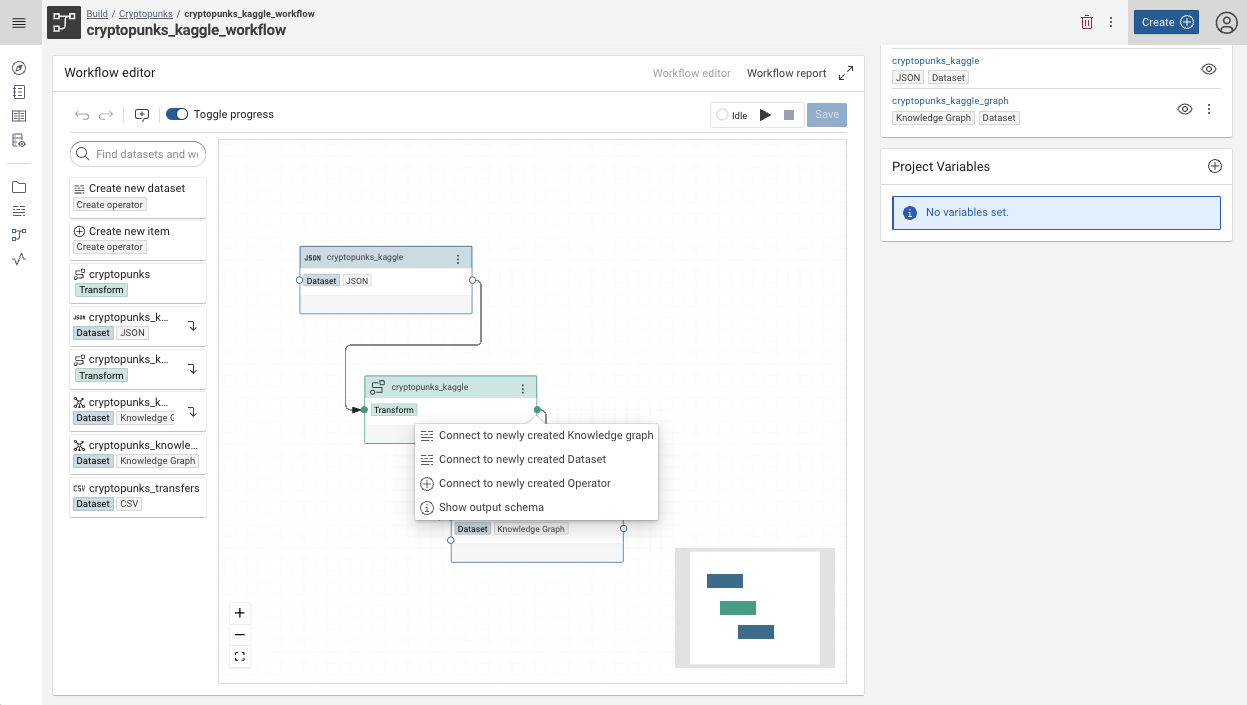 Build / Cryptopunks / cryptopunks_kaggle_workflow
cryptopunks_kaggle_workflow
Create
Workflow editor
Workflow editor
Workflow report
Toggle progress
Idle
Save
Find datasets and w
Create new dataset
Create operator
Create new item
Create operator
cryptopunks
Transform
JSON cryptopunks_k...
Dataset JSON
cryptopunks_k...
Transform
cryptopunks_k...
Dataset Knowledge G
cryptopunks_knowle...
Dataset Knowledge Graph
CSV cryptopunks_transfers
Dataset CSV
JSON cryptopunks_kaggle
Dataset JSON
cryptopunks_kaggle
Transform
Connect to newly created Knowledge graph
Connect to newly created Dataset
Connect to newly created Operator
Show output schema
Dataset Knowledge Graph
cryptopunks_kaggle
JSON Dataset
cryptopunks_kaggle_graph
Knowledge Graph Dataset
Project Variables
No variables set.